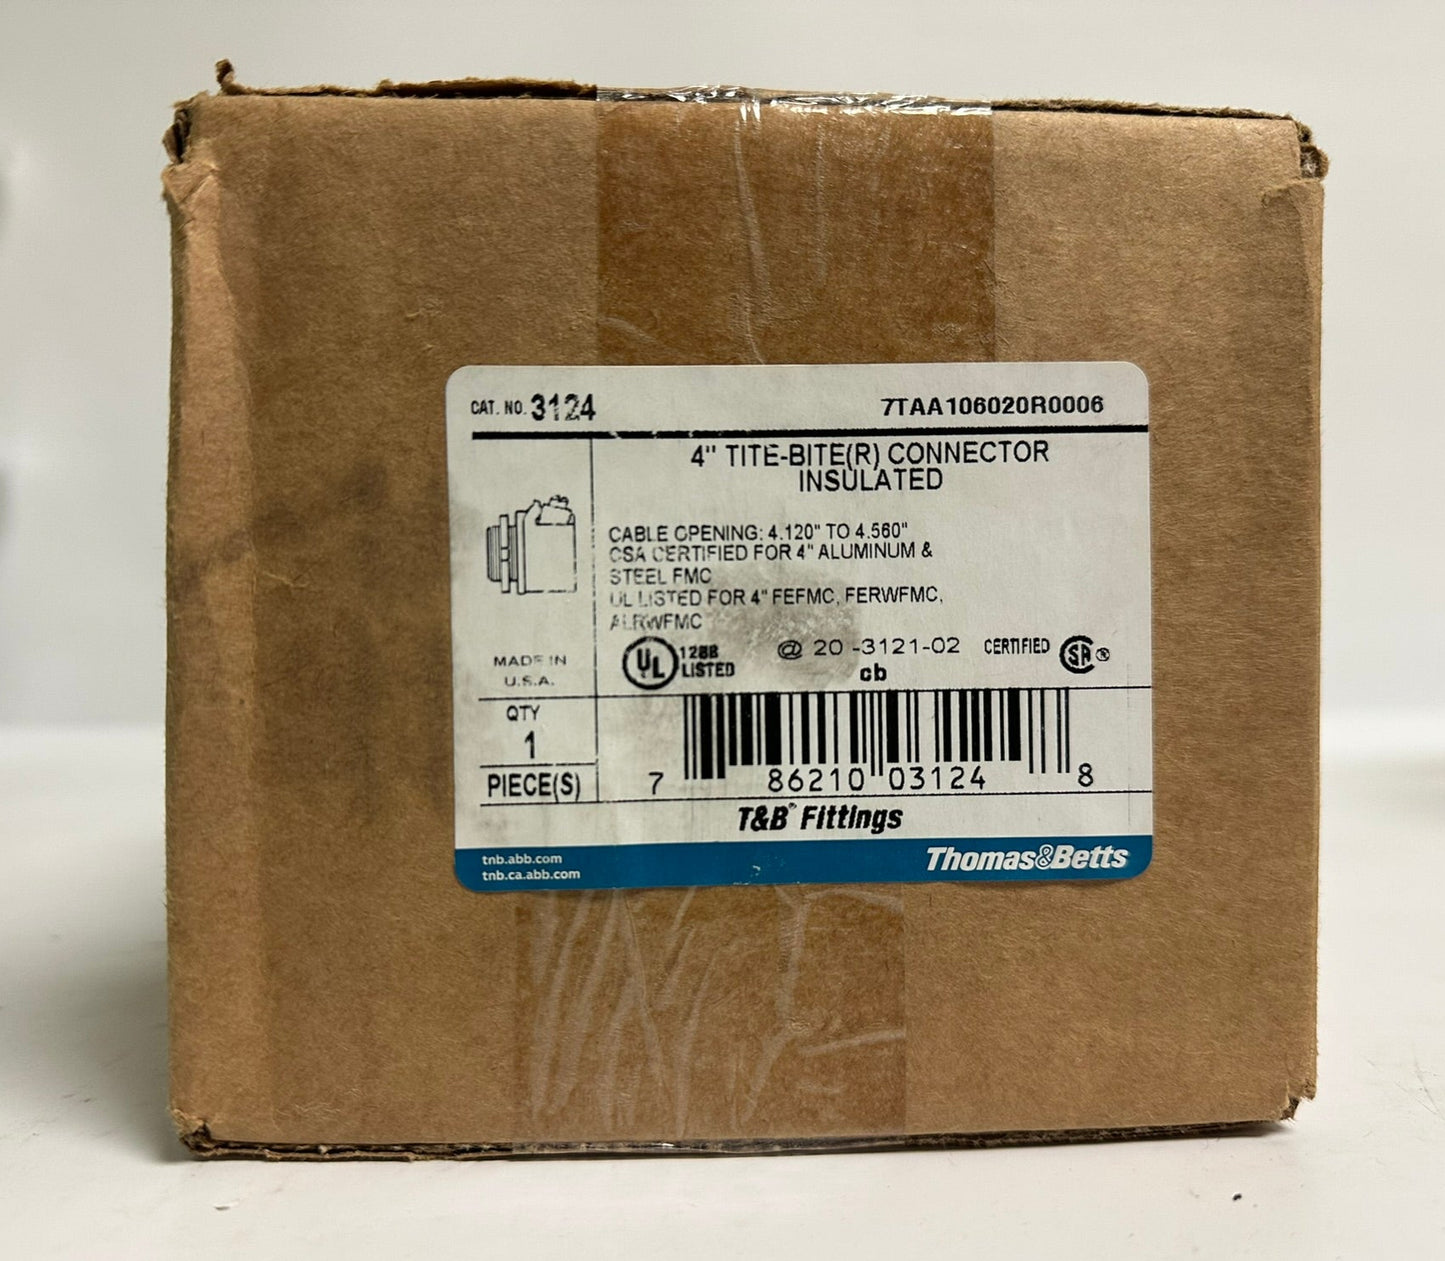 CAT. NO. 3124
7TAA106020R0006
4" TITE-BITE(R) CONNECTOR
INSULATED
CABLE OPENING: 4.120" TO 4.560"
CSA CERTIFIED FOR 4" ALUMINUM &
STEEL FMC
UL LISTED FOR 4" FEFMC, FERWFMC,
ALRWFMC
MADE IN
U.S.A.
UL 128B
LISTED
@ 20 -3121-02
cb
CERTIFIED SA ®
QTY
1
PIECE(S)
7 86210 03124 8
T&B® Fittings
tnb.abb.com
tnb.ca.abb.com
Thomas&Betts